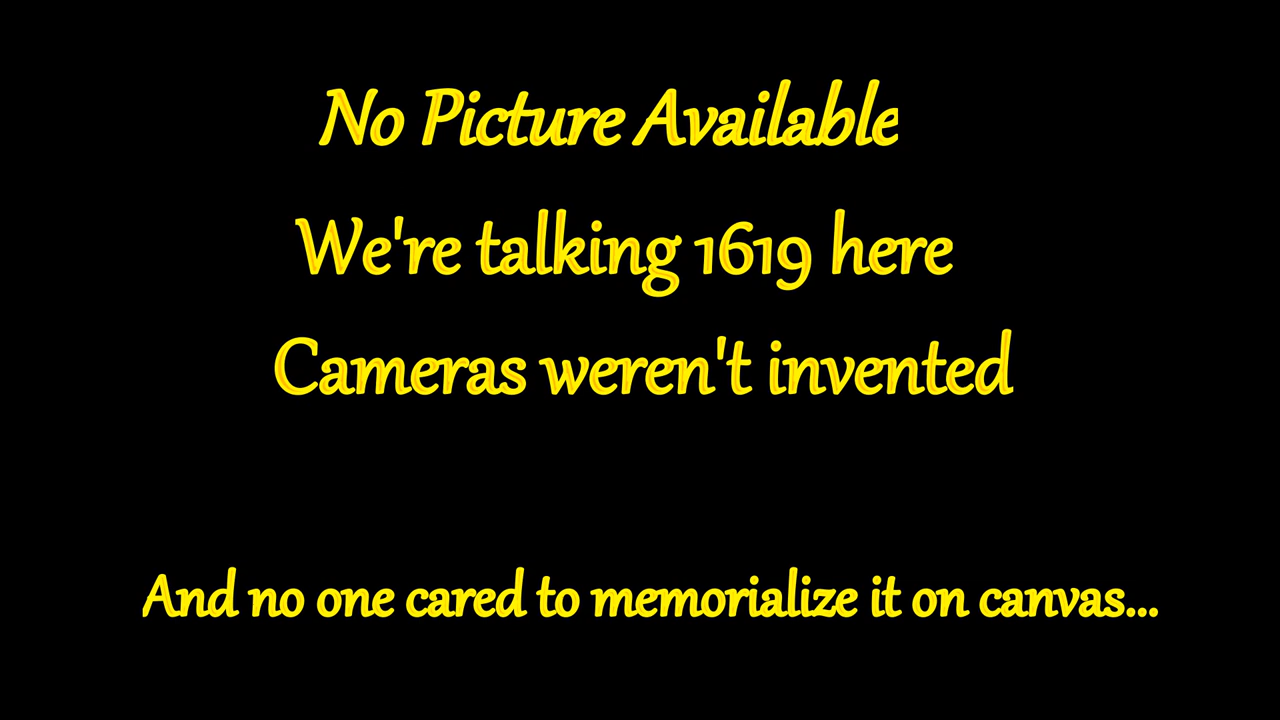 No Picture Available
We're talking 1619 here
Cameras weren't invented
And no one cared to memorialize it on canvas...